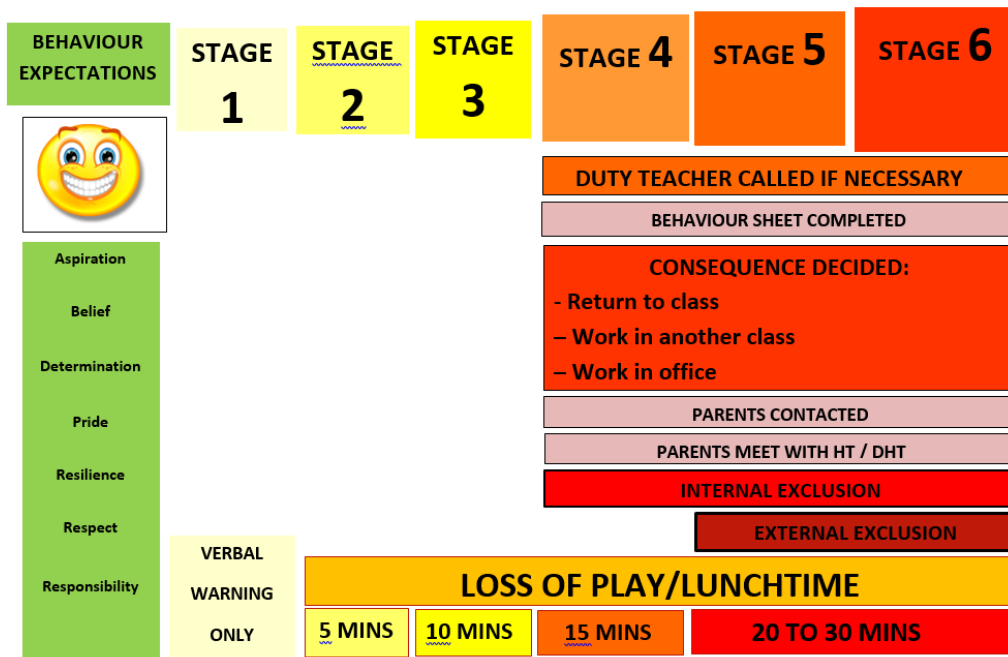 BEHAVIOUR
EXPECTATIONS
STAGE
1
STAGE
2
STAGE
3
STAGE 4
STAGE 5
STAGE 6
DUTY TEACHER CALLED IF NECESSARY
BEHAVIOUR SHEET COMPLETED
Aspiration
Belief
Determination
Pride
Resilience
Respect
Responsibility
CONSEQUENCE DECIDED:
- Return to class
– Work in another class
– Work in office
PARENTS CONTACTED
PARENTS MEET WITH HT / DHT
INTERNAL EXCLUSION
EXTERNAL EXCLUSION
VERBAL
WARNING
ONLY
LOSS OF PLAY/LUNCHTIME
5 MINS
10 MINS
15 MINS
20 TO 30 MINS